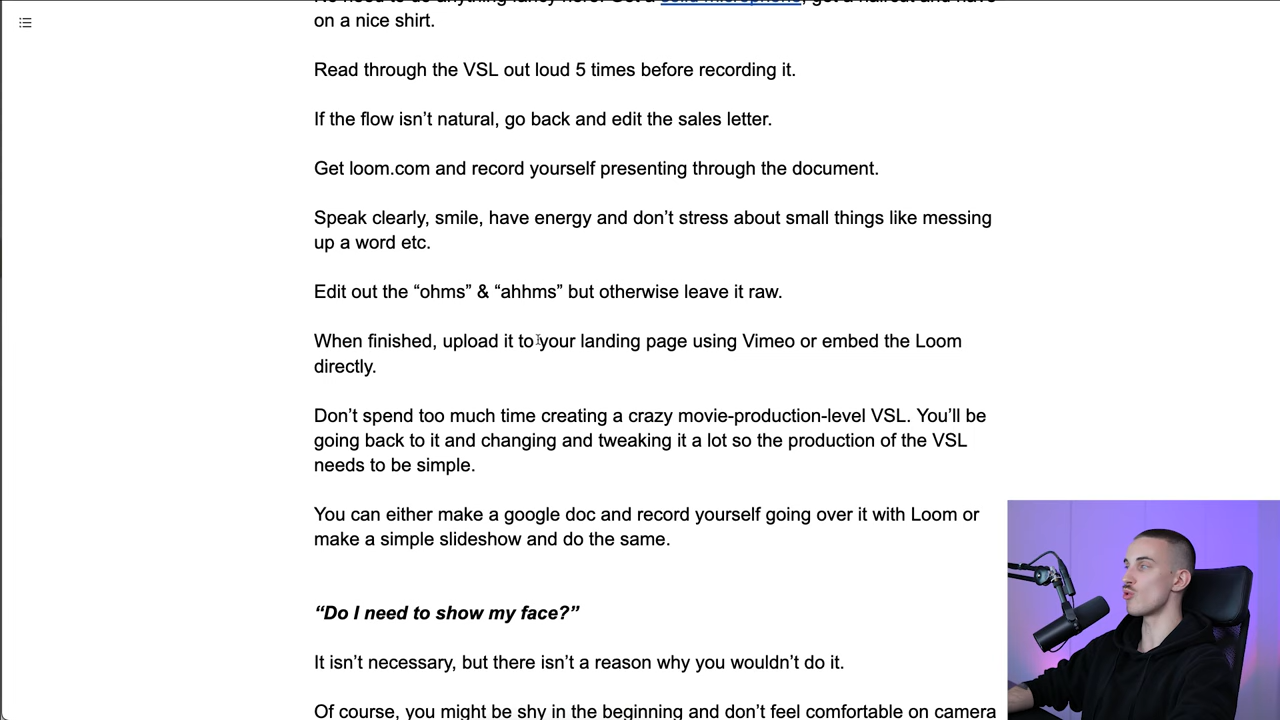 on a nice shirt.
Read through the VSL out loud 5 times before recording it.
If the flow isn’t natural, go back and edit the sales letter.
Get loom.com and record yourself presenting through the document.
Speak clearly, smile, have energy and don’t stress about small things like messing
up a word etc.
Edit out the “ohms” & “ahhms” but otherwise leave it raw.
When finished, upload it to your landing page using Vimeo or embed the Loom
directly.
Don’t spend too much time creating a crazy movie-production-level VSL. You’ll be
going back to it and changing and tweaking it a lot so the production of the VSL
needs to be simple.
You can either make a google doc and record yourself going over it with Loom or
make a simple slideshow and do the same.
“Do I need to show my face?”
It isn’t necessary, but there isn’t a reason why you wouldn’t do it.
Of course, you might be shy in the beginning and don’t feel comfortable on camera